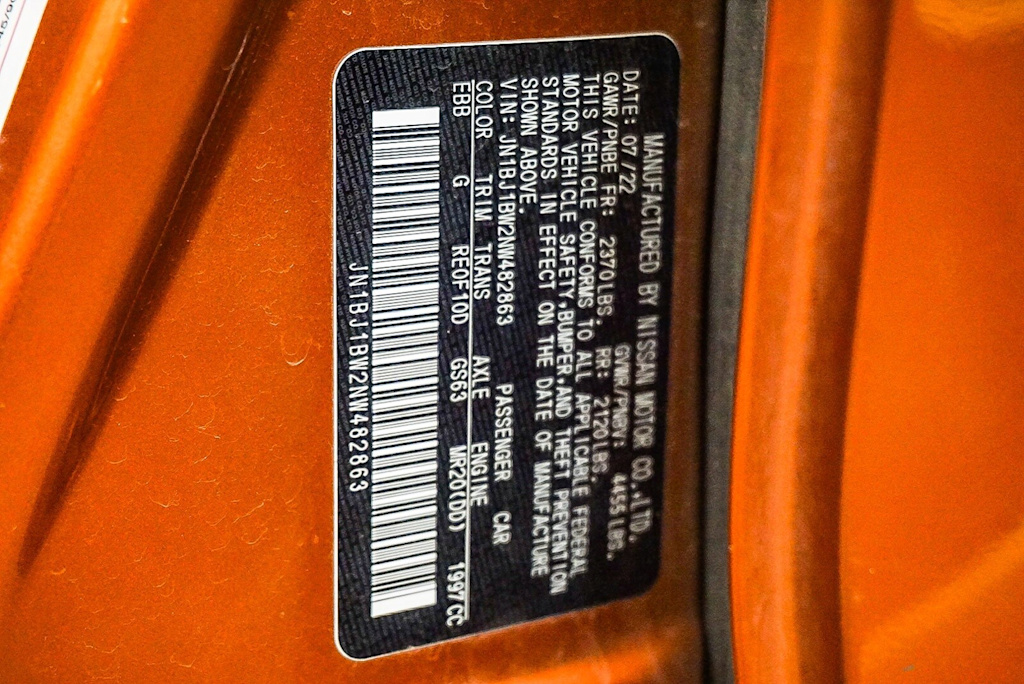 MANUFACTURED BY NISSAN MOTOR CO.,LTD.
DATE: 07/22 GVWR/PNBV: 4455LBS.
GAWR/PNBE FR: 2370LBS. RR: 2120LBS.
THIS VEHICLE CONFORMS TO ALL APPLICABLE FEDERAL
MOTOR VEHICLE SAFETY,BUMPER,AND THEFT PREVENTION
STANDARDS IN EFFECT ON THE DATE OF MANUFACTURE
SHOWN ABOVE.
VIN: JN1BJ1BW2NW482863 PASSENGER CAR
COLOR TRIM TRANS AXLE ENGINE
EBB G RE0F10D GS63 MR20(DD) 1997CC
JN1BJ1BW2NW482863